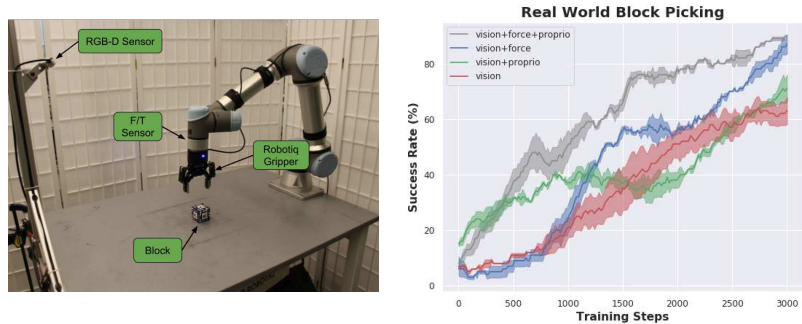 RGB-D Sensor
F/T
Sensor
Robotiq
Gripper
Block
Real World Block Picking
vision+force+proprio
vision+force
vision+proprio
vision
Success Rate (%)
80
60
40
20
0
0 500 1000 1500 2000 2500 3000
Training Steps